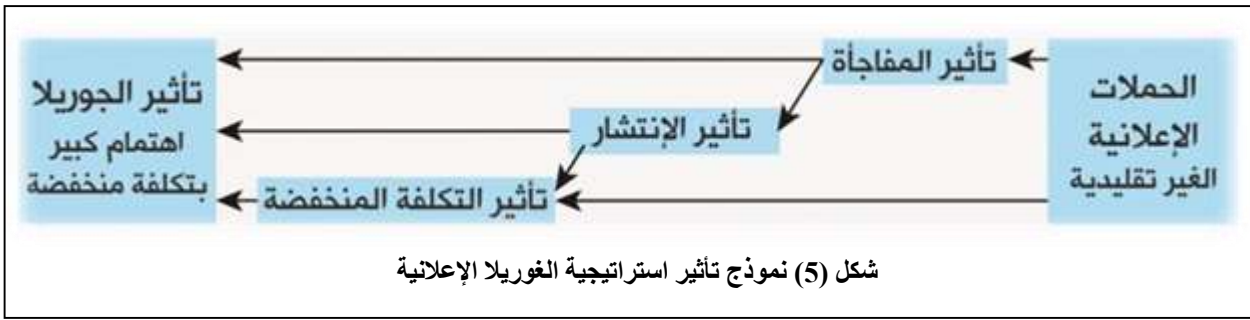 الحملات
الإعلانية
الغير تقليدية
تأثير المفاجأة
تأثير الإنتشار
تأثير التكلفة المنخفضة
تأثير الجوريلا
اهتمام كبير
بتكلفة منخفضة
شكل (5) نموذج تأثير استراتيجية الغوريلا الإعلانية